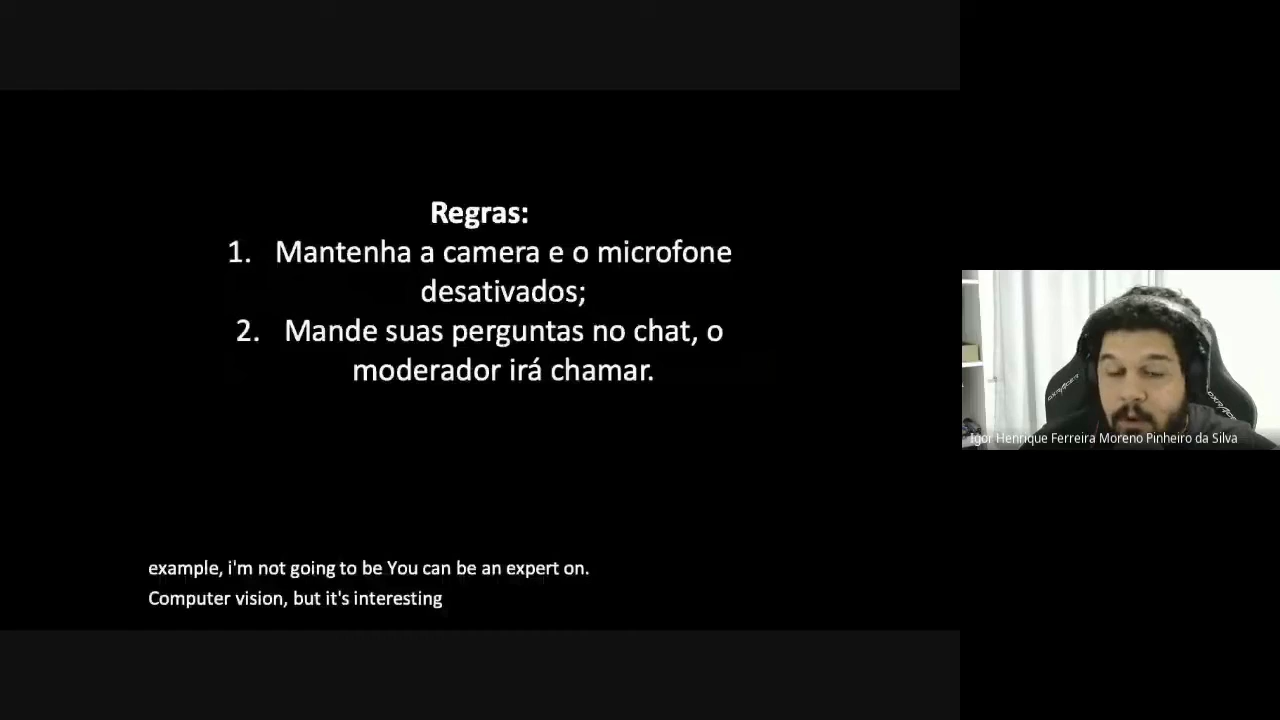 Regras:
1. Mantenha a camera e o microfone
desativados;
2. Mande suas perguntas no chat, o
moderador irá chamar.
Igor Henrique Ferreira Moreno Pinheiro da Silva
example, i'm not going to be You can be an expert on.
Computer vision, but it's interesting